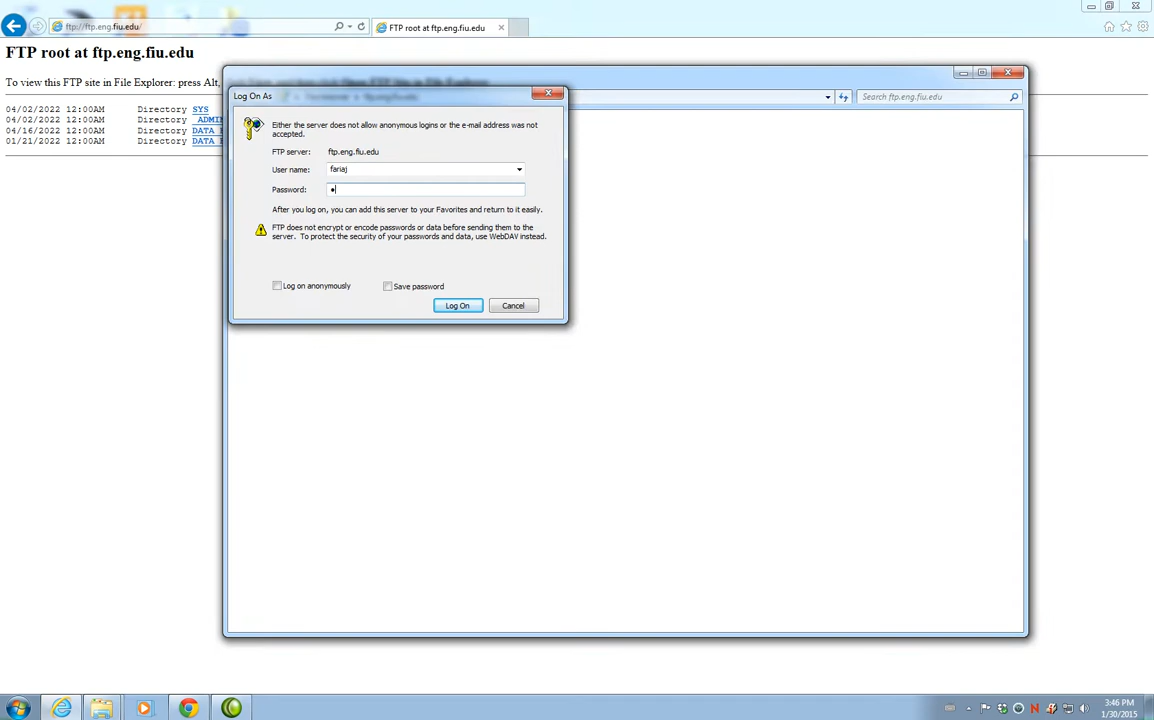 ftp://ftp.eng.fiu.edu/
FTP root at ftp.eng.fiu.edu
FTP root at ftp.eng.fiu.edu
To view this FTP site in File Explorer: press Alt,
04/02/2022 12:00AM Directory SYS
04/02/2022 12:00AM Directory _ADMIN
04/16/2022 12:00AM Directory DATA
01/21/2022 12:00AM Directory DATA
Search ftp.eng.fiu.edu
Log On As
Either the server does not allow anonymous logins or the e-mail address was not
accepted.
FTP server: ftp.eng.fiu.edu
User name: fariaj
Password:
After you log on, you can add this server to your Favorites and return to it easily.
FTP does not encrypt or encode passwords or data before sending them to the
server. To protect the security of your passwords and data, use WebDAV instead.
Log on anonymously Save password
Log On Cancel
3:46 PM
1/30/2015